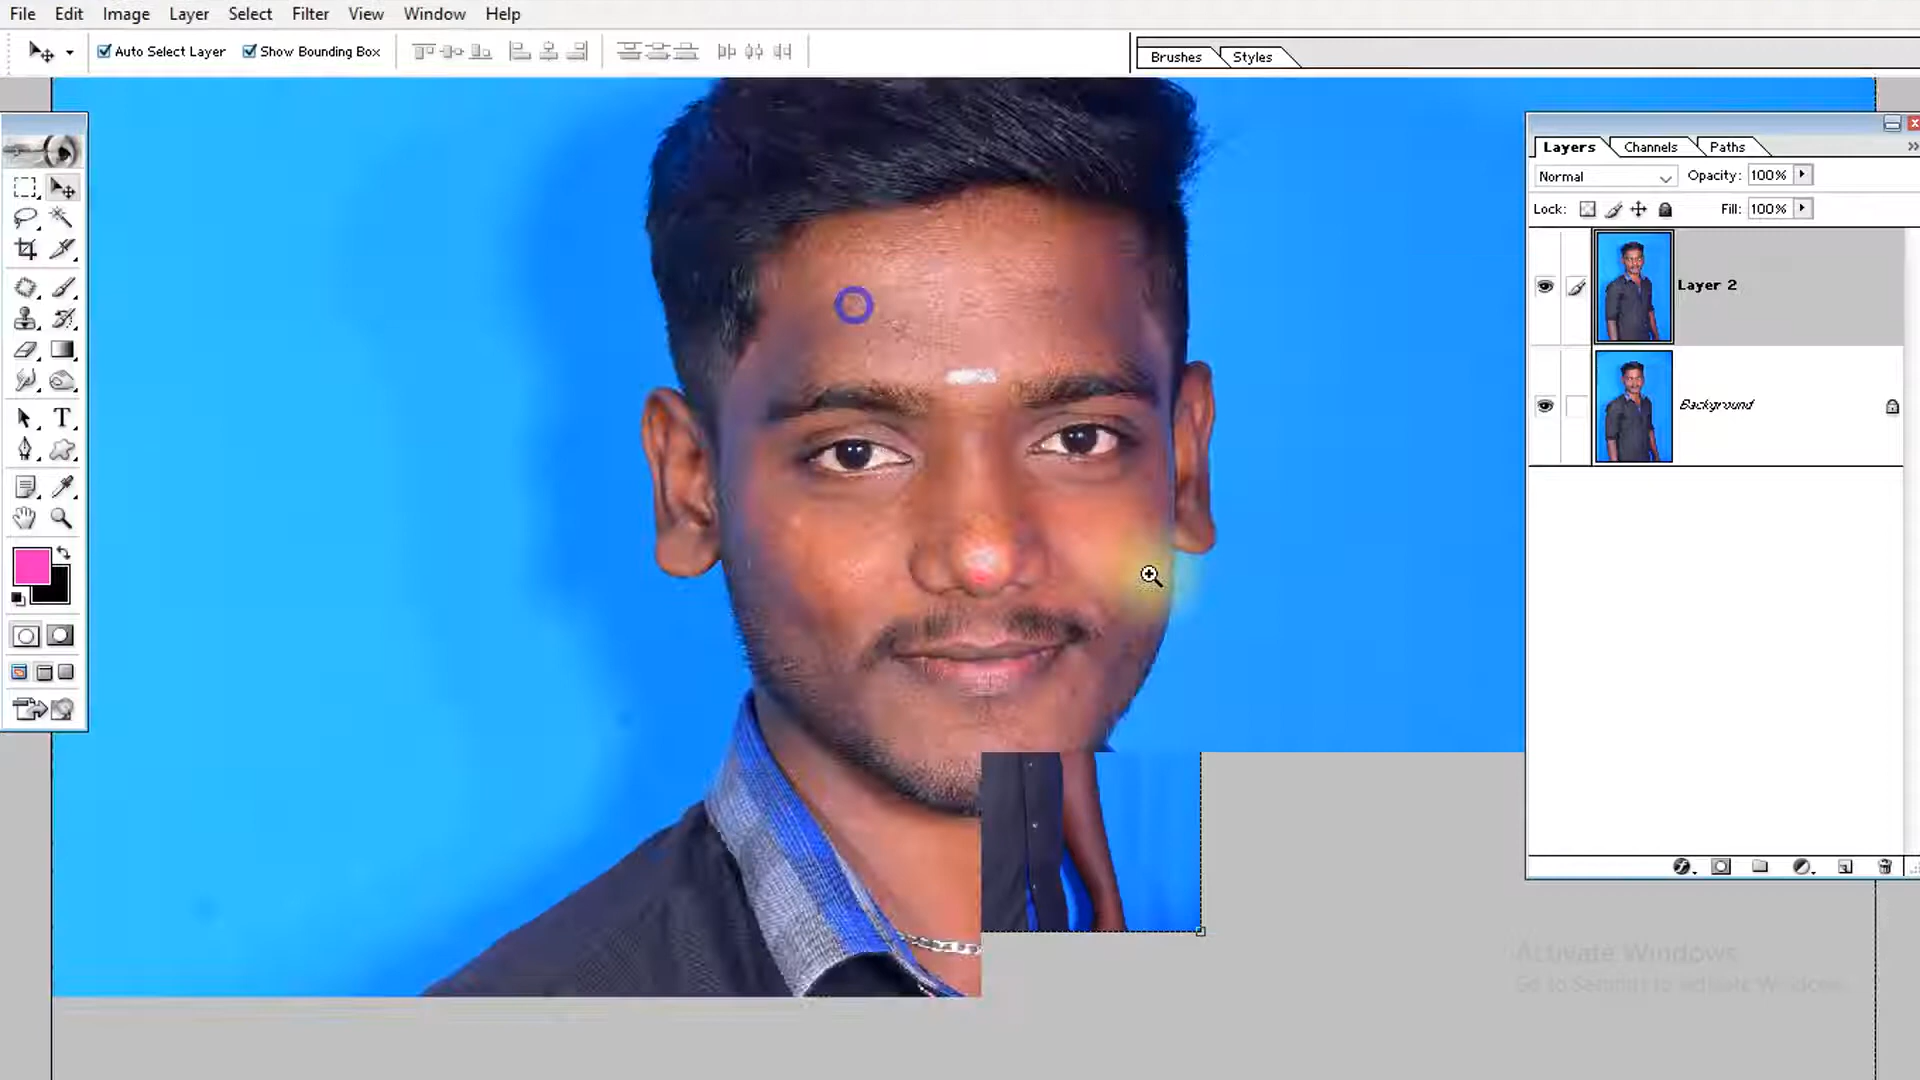 File Edit Image Layer Select Filter View Window Help
Auto Select Layer Show Bounding Box
Brushes Styles
Layers Channels Paths
Normal Opacity: 100%
Lock: Fill: 100%
Layer 2
Background
T
Activate Windows
Go to Settings to activate Windows.